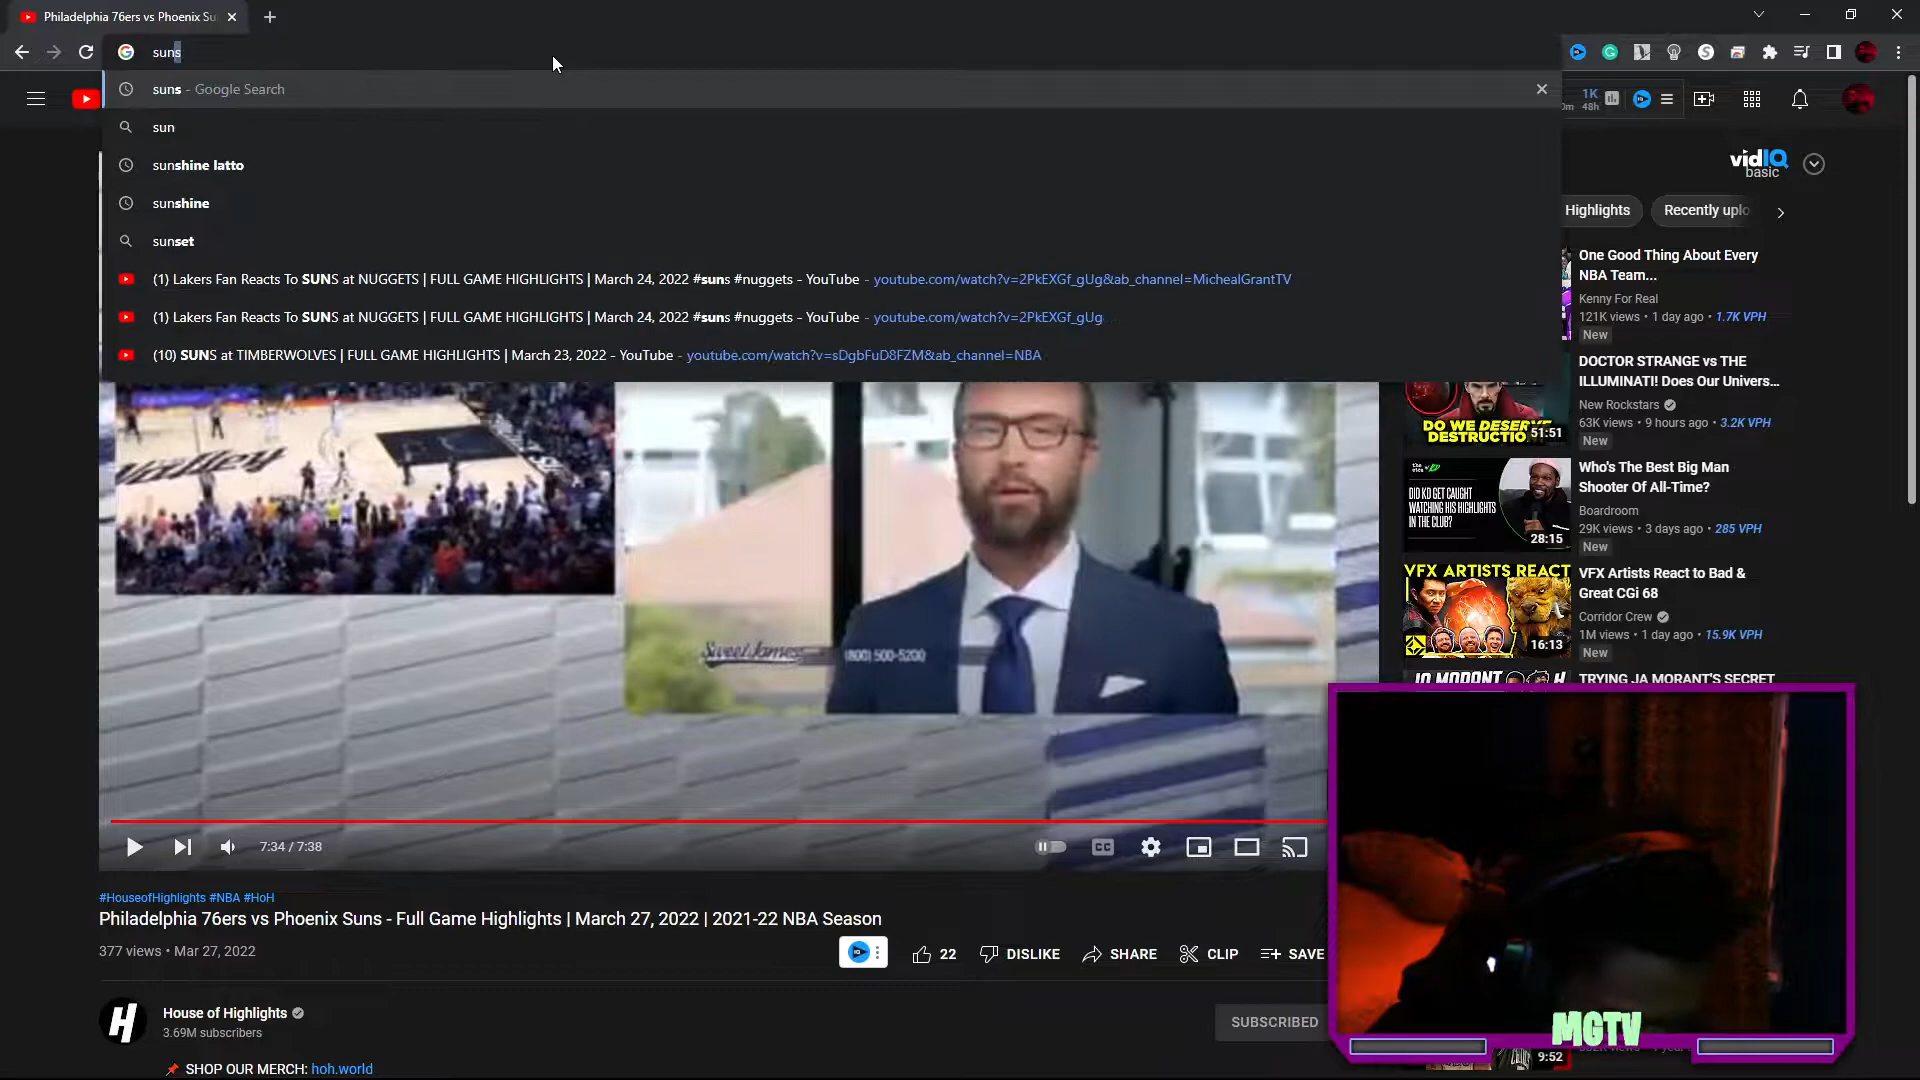 Philadelphia 76ers vs Phoenix Su
suns
suns - Google Search
sun
sunshine latto
sunshine
sunset
(1) Lakers Fan Reacts To SUNS at NUGGETS | FULL GAME HIGHLIGHTS | March 24, 2022 #suns #nuggets - YouTube - youtube.com/watch?v=2PkEXGf_gUg&ab_channel=MichealGrantTV
(1) Lakers Fan Reacts To SUNS at NUGGETS | FULL GAME HIGHLIGHTS | March 24, 2022 #suns #nuggets - YouTube - youtube.com/watch?v=2PkEXGf_gUg
(10) SUNS at TIMBERWOLVES | FULL GAME HIGHLIGHTS | March 23, 2022 - YouTube - youtube.com/watch?v=sDgbFuD8FZM&ab_channel=NBA
1K
48h
vidIQ
basic
Highlights
Recently uplo
One Good Thing About Every
NBA Team...
Kenny For Real
121K views • 1 day ago • 1.7K VPH
New
DO WE DESERVE
DESTRUCTIO
51:51
DOCTOR STRANGE vs THE
ILLUMINATI! Does Our Univers...
New Rockstars
63K views • 9 hours ago • 3.2K VPH
New
DID KD GET CAUGHT
WATCHING HIS HIGHLIGHTS
IN THE CLUB?
28:15
Who's The Best Big Man
Shooter Of All-Time?
Boardroom
29K views • 3 days ago • 285 VPH
New
VFX ARTISTS REACT
16:13
VFX Artists React to Bad &
Great CGi 68
Corridor Crew
1M views • 1 day ago • 15.9K VPH
New
JA MORANT
TRYING JA MORANT'S SECRET
Valley
Sweet James
(800) 500-5200
7:34 / 7:38
CC
#HouseofHighlights #NBA #HoH
Philadelphia 76ers vs Phoenix Suns - Full Game Highlights | March 27, 2022 | 2021-22 NBA Season
377 views • Mar 27, 2022
22
DISLIKE
SHARE
CLIP
SAVE
H
House of Highlights
3.69M subscribers
SUBSCRIBED
SHOP OUR MERCH: hoh.world
MGTV
9:52